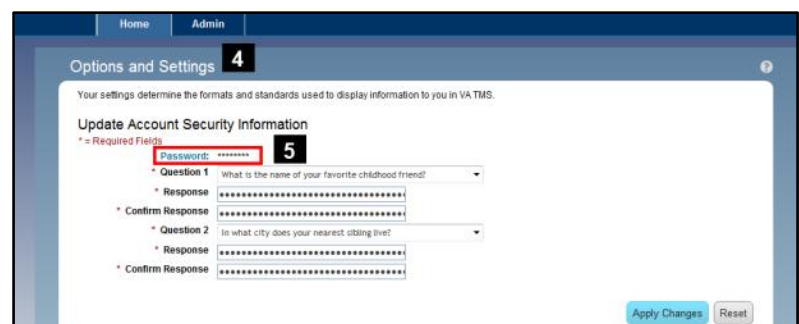 Home Admin
Options and Settings 4
?
Your settings determine the formats and standards used to display information to you in VA TMS.
Update Account Security Information
* = Required Fields
Password: ******** 5
* Question 1 What is the name of your favorite childhood friend?
* Response ••••••••••••••••••••••••••••••••••
* Confirm Response ••••••••••••••••••••••••••••••••••
* Question 2 In what city does your nearest sibling live?
* Response ••••••••••••••••••••••••••••••••••
* Confirm Response ••••••••••••••••••••••••••••••••••
Apply Changes Reset